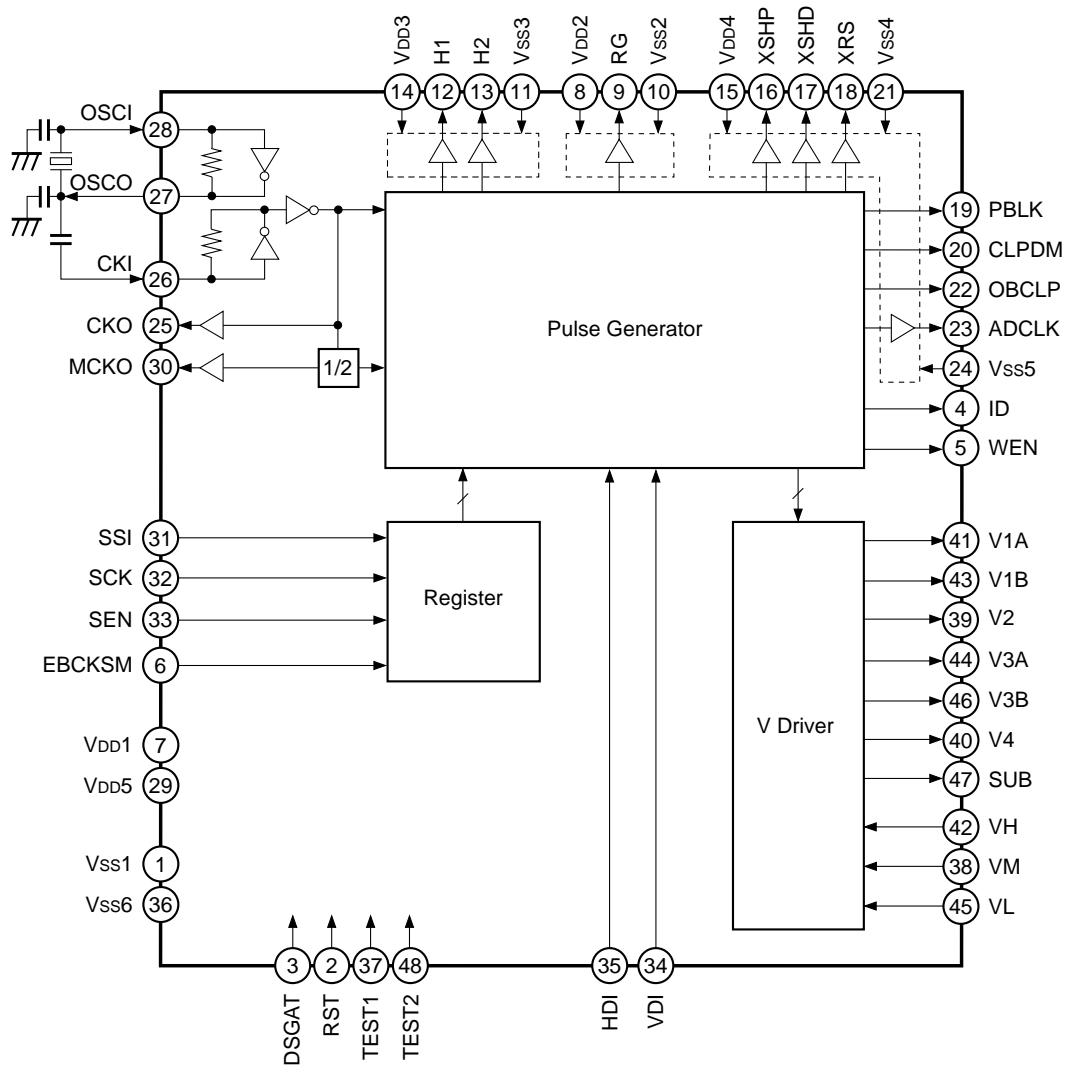 VDD3
H1
H2
VSS3
VDD2
RG
VSS2
VDD4
XSHP
XSHD
XRS
VSS4
14
12
13
11
8
9
10
15
16
17
18
21
OSCI
28
OSCO
27
CKI
26
CKO
25
MCKO
30
1/2
Pulse Generator
19 PBLK
20 CLPDM
22 OBCLP
23 ADCLK
24 VSS5
4 ID
5 WEN
SSI 31
SCK 32
SEN 33
EBCKSM 6
Register
VDD1 7
VDD5 29
VSS1 1
VSS6 36
V Driver
41 V1A
43 V1B
39 V2
44 V3A
46 V3B
40 V4
47 SUB
42 VH
38 VM
45 VL
3
2
37
48
35
34
DSGAT
RST
TEST1
TEST2
HDI
VDI